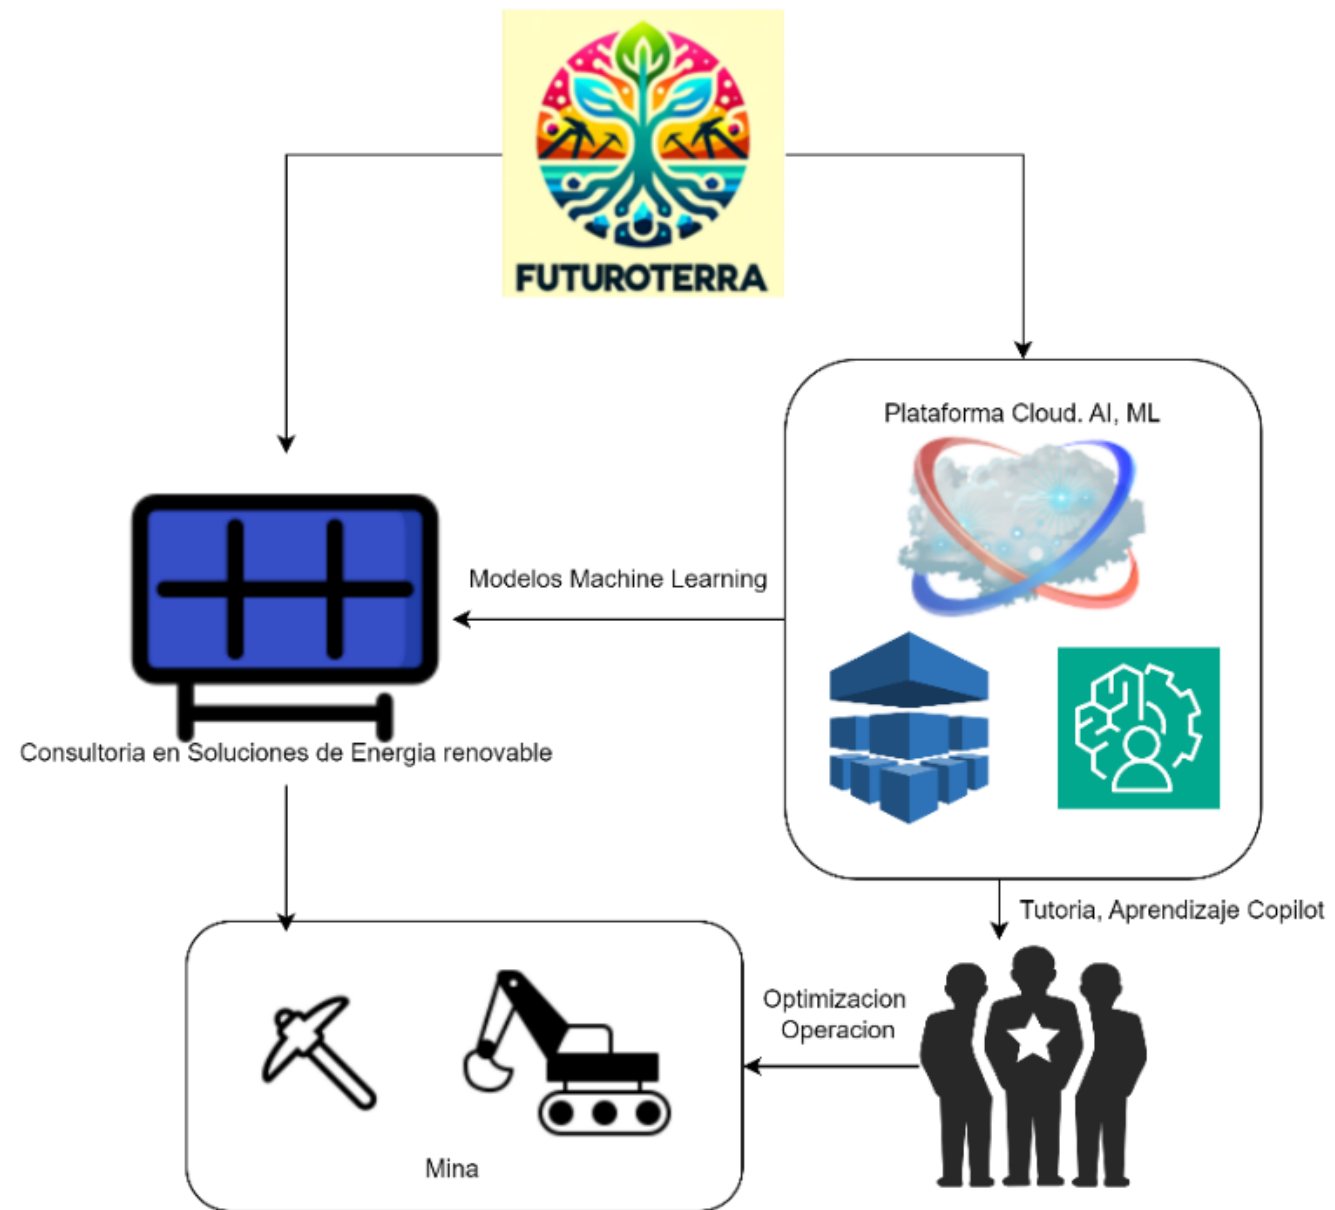 FUTUROTERRA
Plataforma Cloud. AI, ML
Modelos Machine Learning
Consultoria en Soluciones de Energia renovable
Tutoria, Aprendizaje Copilot
Optimizacion
Operacion
Mina